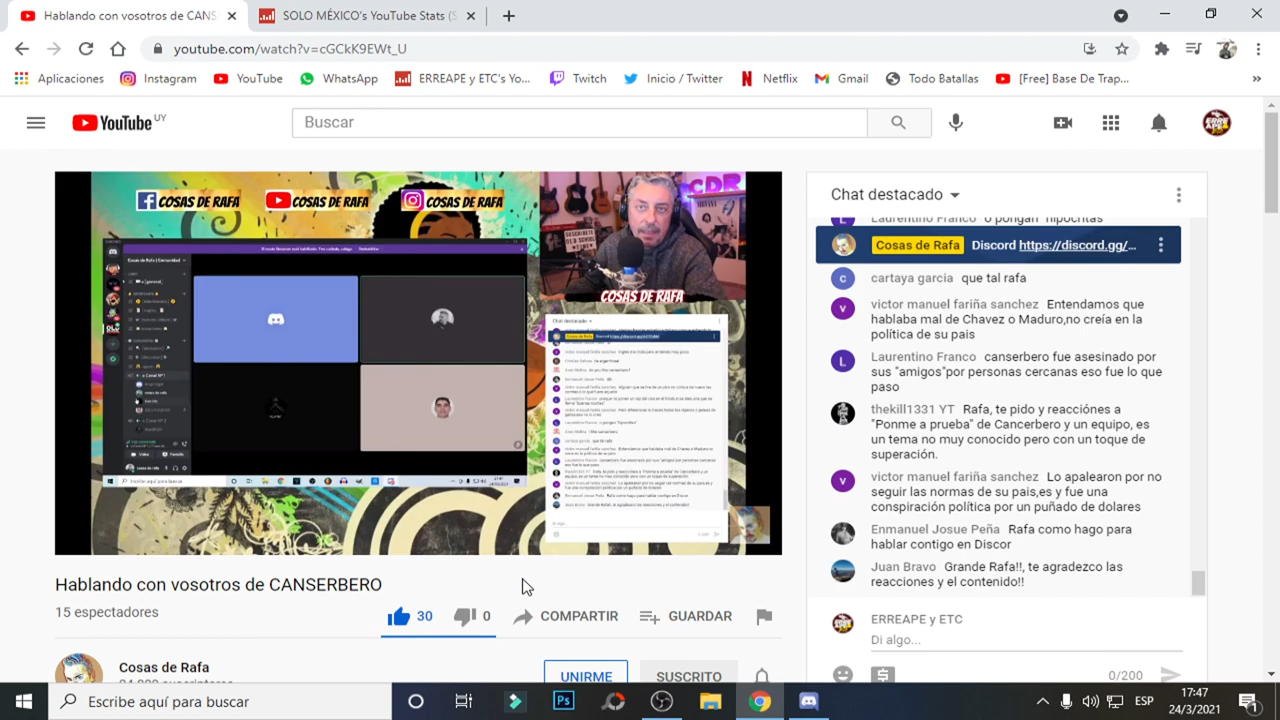 Hablando con vosotros de CANSE
SOLO MÉXICO's YouTube Stats (S
youtube.com/watch?v=cGCkK9EWt_U
Aplicaciones
Instagram
YouTube
WhatsApp
ERREAPE y ETC's Yo...
Twitch
Inicio / Twitter
Netflix
Gmail
Todo Batallas
[Free] Base De Trap...
»
YouTube UY
Buscar
COSAS DE RAFA
COSAS DE RAFA
COSAS DE RAFA
CDR
COSAS DE RAFA
Chat destacado
Laurentino Franco o pongan "hipocritas"
Cosas de Rafa Discord https://discord.gg/...
cartaya garcia que tal rafa
victor manuel fariña sanchez Entendamos que
hablaba mal de Chavez o Maduro,no creía en la
política de su pais
Laurentino Franco canserbero fue asesinado por
sus "amigos" por personas cercanas eso fue lo que
paso
thekill1331 YT Rafa, te pido y reacciones a
"Ponme a prueba" de Cancerbero y un equipo, es
un tema no muy conocido pero con un toque de
superación.
victor manuel fariña sanchez Lo apalearon por no
seguir las normas de su pais,es y fue una
conspiración política por un puñado de dolares
Enmanuel Josue Peña Rafa como hago para
hablar contigo en Discor
Juan Bravo Grande Rafa!!, te agradezco las
reacciones y el contenido!!
ERREAPE y ETC
Di algo...
0/200
Hablando con vosotros de CANSERBERO
15 espectadores
30
0
COMPARTIR
GUARDAR
Cosas de Rafa
UNIRME
SUSCRITO
Escribe aquí para buscar
Ps
ESP
17:47
24/3/2021
1